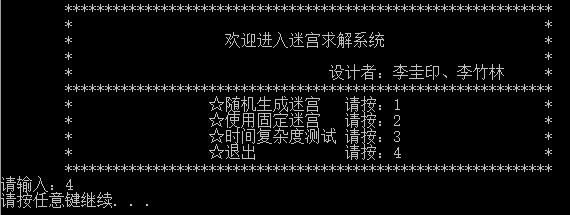 ******************************************************
* *
* 欢迎进入迷宫求解系统 *
* *
* 设计者：李圭印、李竹林 *
******************************************************
* ☆随机生成迷宫 请按：1 *
* ☆使用固定迷宫 请按：2 *
* ☆时间复杂度测试 请按：3 *
* ☆退出 请按：4 *
******************************************************
请输入：4
请按任意键继续. . .